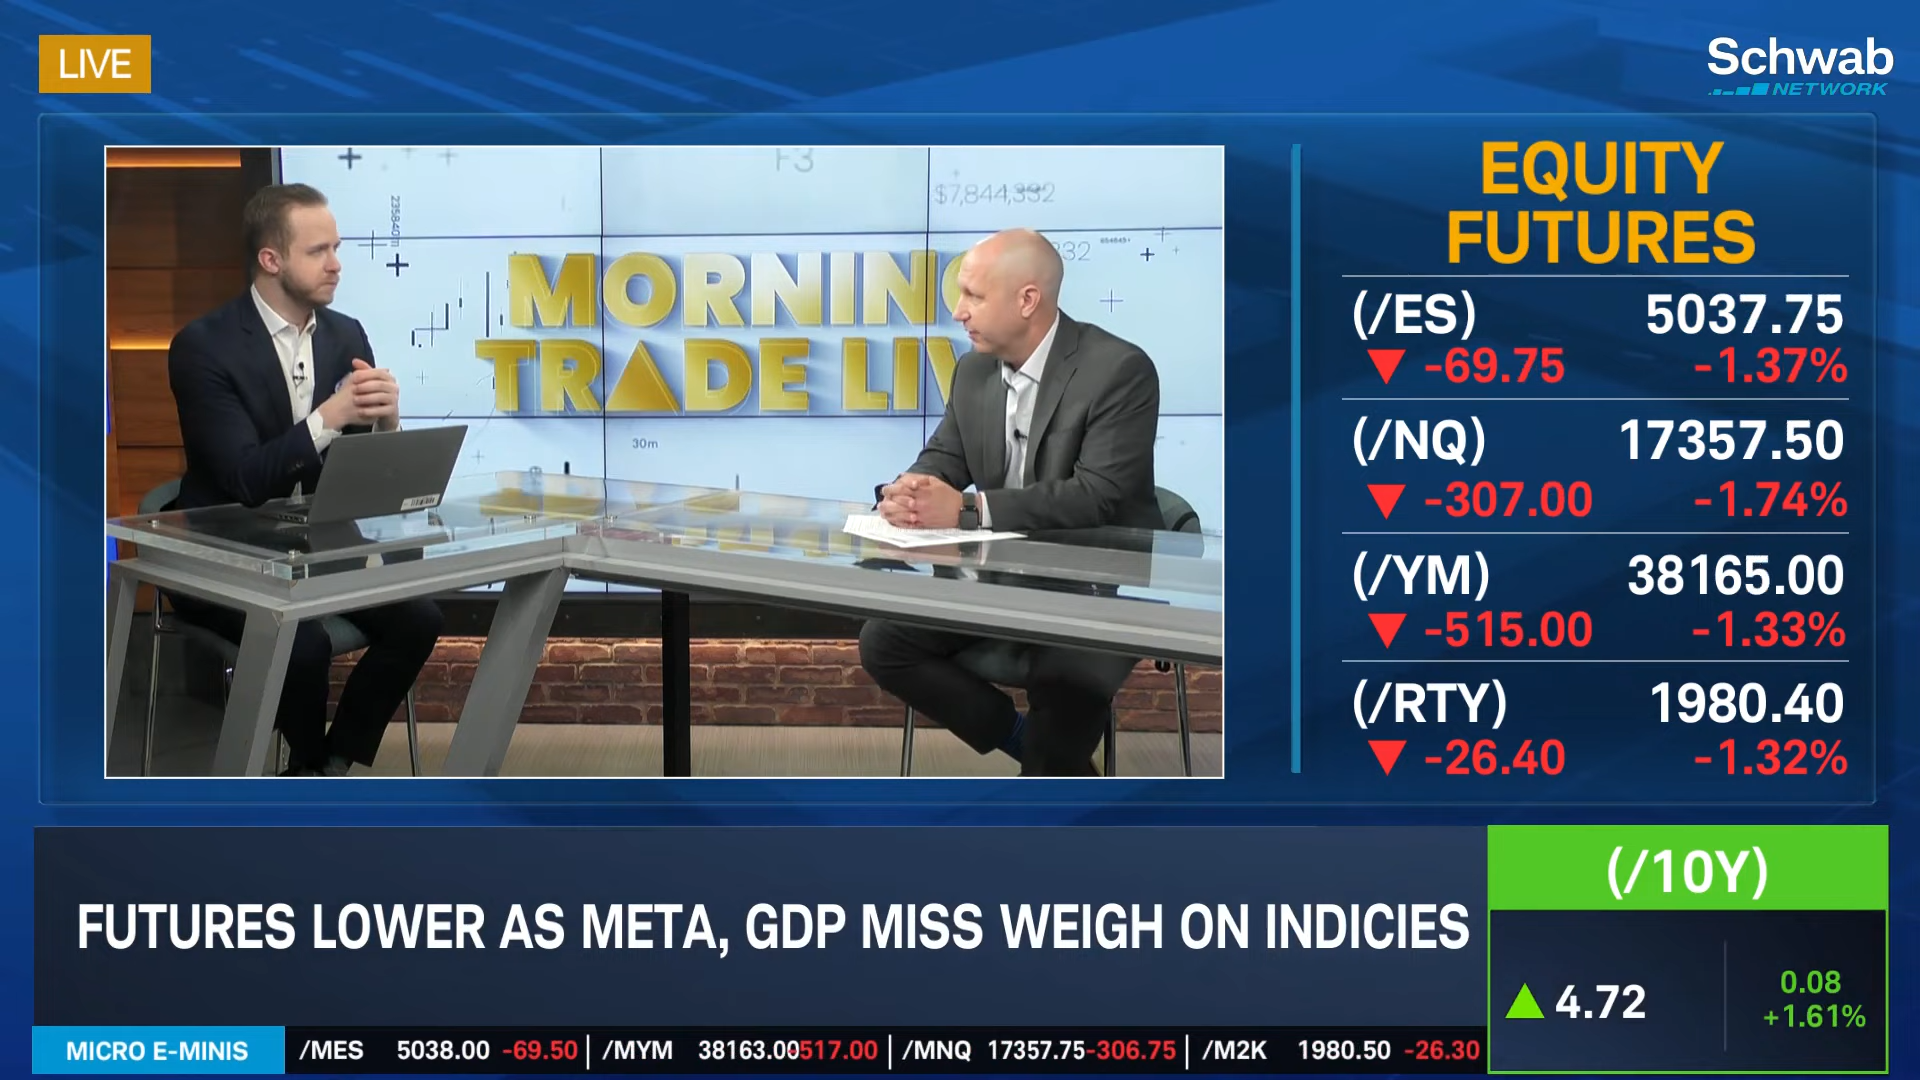 LIVE
Schwab
NETWORK
$7,844,332
235840m
332
MORNING
TRADE LIV
30m
EQUITY
FUTURES
(/ES) 5037.75
▼ -69.75 -1.37%
(/NQ) 17357.50
▼ -307.00 -1.74%
(/YM) 38165.00
▼ -515.00 -1.33%
(/RTY) 1980.40
▼ -26.40 -1.32%
FUTURES LOWER AS META, GDP MISS WEIGH ON INDICIES
(/10Y)
▲ 4.72
0.08
+1.61%
MICRO E-MINIS /MES 5038.00 -69.50 | /MYM 38163.00 -517.00 | /MNQ 17357.75 -306.75 | /M2K 1980.50 -26.30